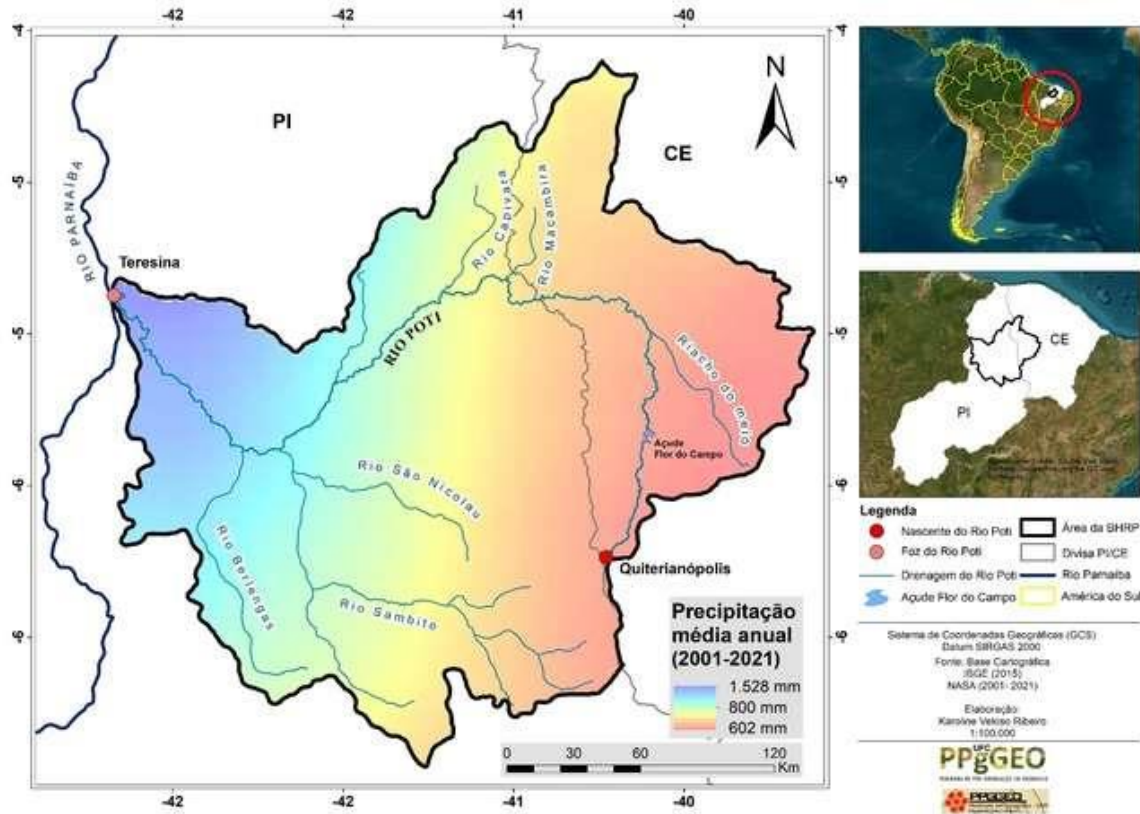 -42
-42
-41
-40
-4
-5
-5
-6
-6
-4
-5
-5
-6
-6
N
PI
CE
RIO PARNAÍBA
Teresina
Rio Capivara
Rio Macambira
RIO POTI
Riacho do meio
Açude
Flor do Campo
Rio São Nicolau
Rio Berlengas
Rio Sambito
Quiterianópolis
Precipitação
média anual
(2001-2021)
1.528 mm
800 mm
602 mm
0 30 60 120
Km
-42
-42
-41
-40
CE
PI
Legenda
Nascente do Rio Poti
Área da BHRP
Foz do Rio Poti
Divisa PI/CE
Drenagem do Rio Poti
Rio Parnaíba
Açude Flor do Campo
América do Sul
Sistema de Coordenadas Geográficas (GCS)
Datum SIRGAS 2000
Fonte: Base Cartográfica
IBGE (2015)
NASA (2001- 2021)
Elaboração
Karoline Veloso Ribeiro
1:100.000
UFC
PPgGEO
PPGGEO